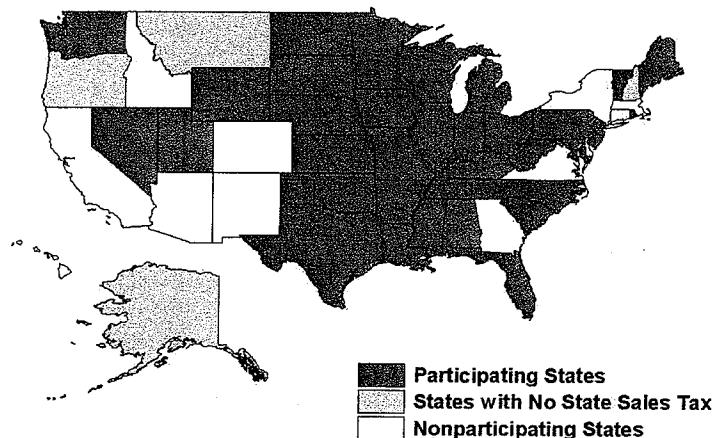 Participating States
States with No State Sales Tax
Nonparticipating States